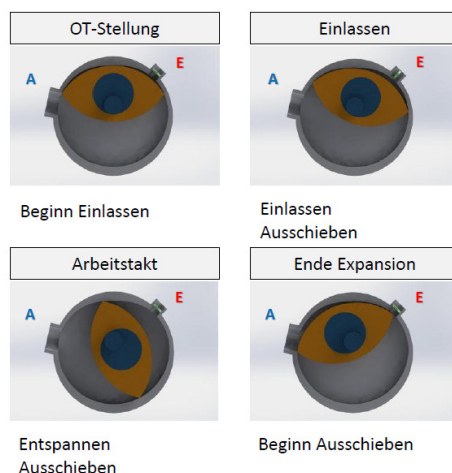 OT-Stellung
A
E
Beginn Einlassen
Einlassen
A
E
Einlassen
Ausschieben
Arbeitstakt
A
E
Entspannen
Ausschieben
Ende Expansion
A
E
Beginn Ausschieben